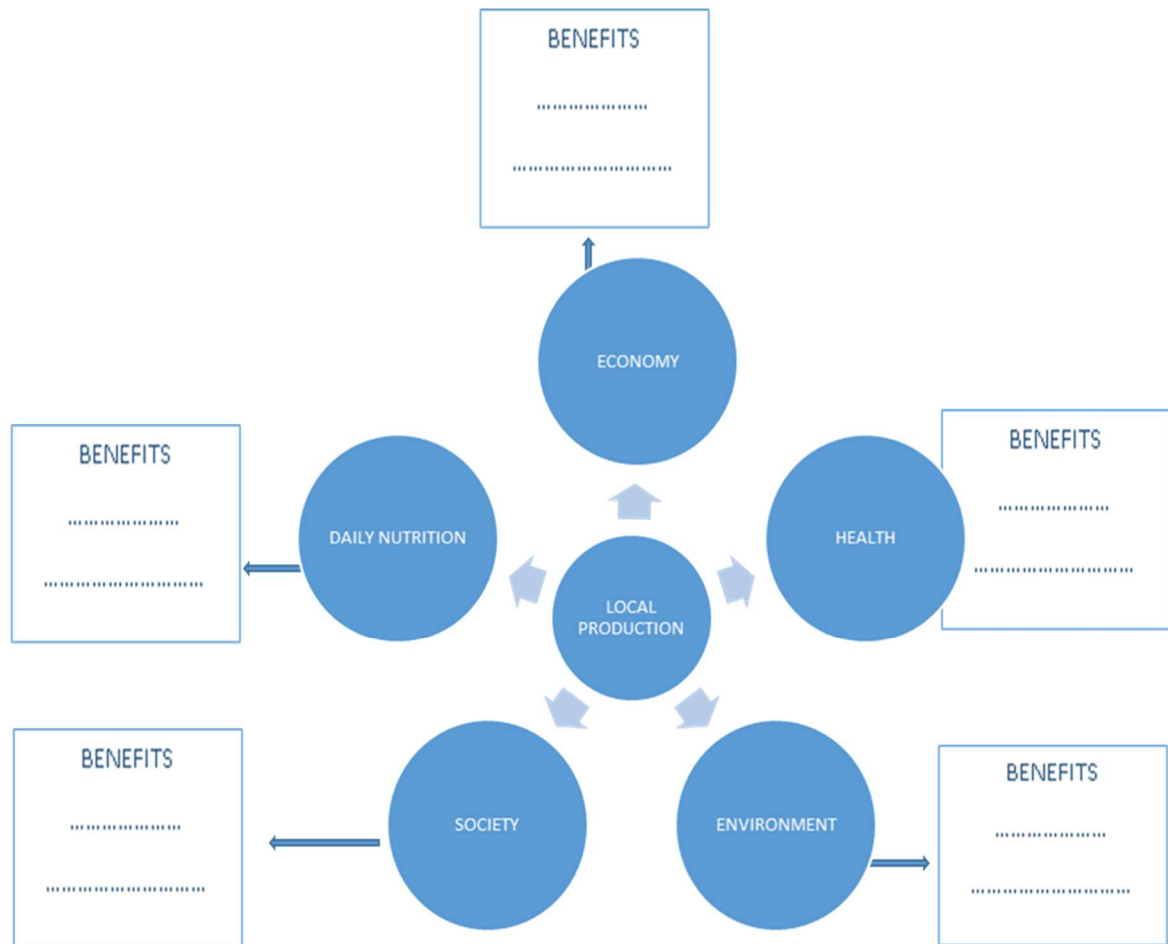 BENEFITS
…………………
…………………………
ECONOMY
BENEFITS
…………………
…………………………
DAILY NUTRITION
HEALTH
BENEFITS
…………………
…………………………
LOCAL
PRODUCTION
BENEFITS
…………………
…………………………
SOCIETY
ENVIRONMENT
BENEFITS
…………………
…………………………